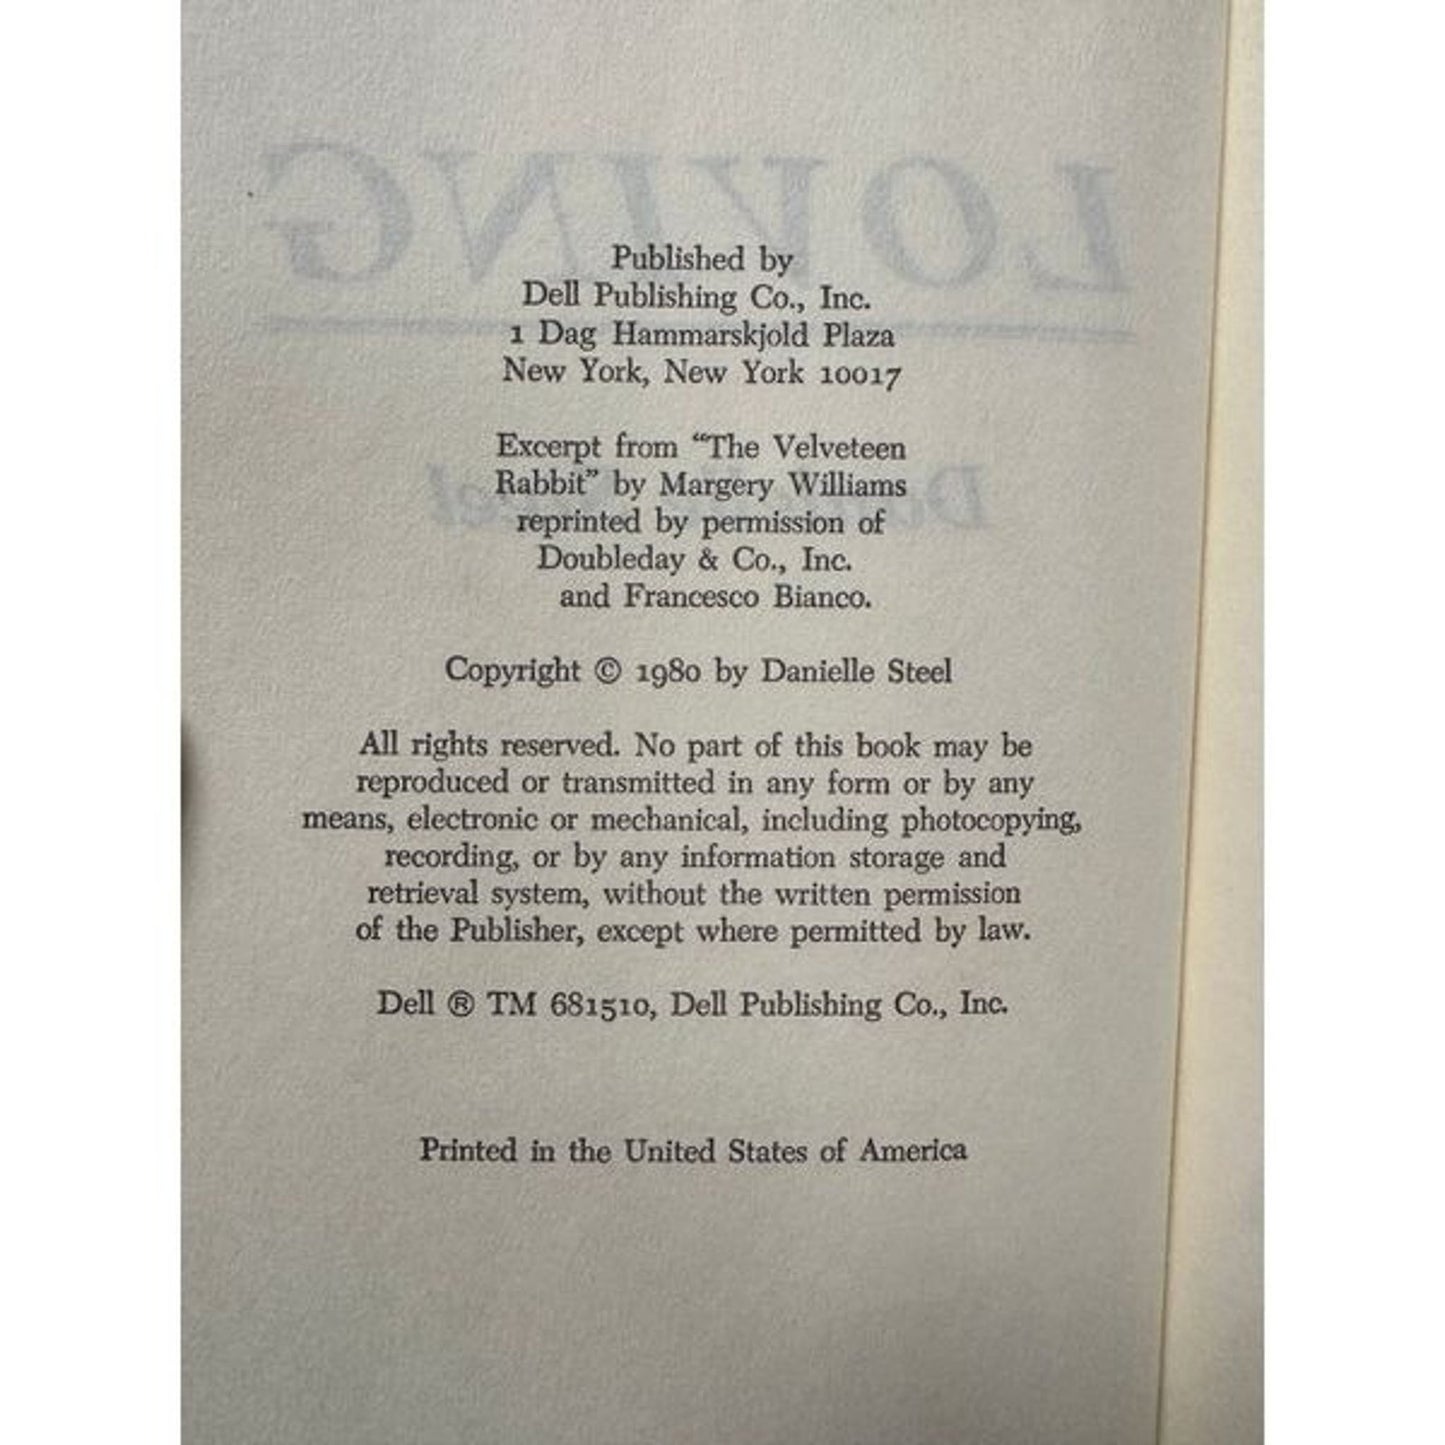 LOVING
Published by
Dell Publishing Co., Inc.
1 Dag Hammarskjold Plaza
New York, New York 10017
Excerpt from “The Velveteen
Rabbit” by Margery Williams
reprinted by permission of
Doubleday & Co., Inc.
and Francesco Bianco.
Copyright © 1980 by Danielle Steel
All rights reserved. No part of this book may be
reproduced or transmitted in any form or by any
means, electronic or mechanical, including photocopying,
recording, or by any information storage and
retrieval system, without the written permission
of the Publisher, except where permitted by law.
Dell ® TM 681510, Dell Publishing Co., Inc.
Printed in the United States of America